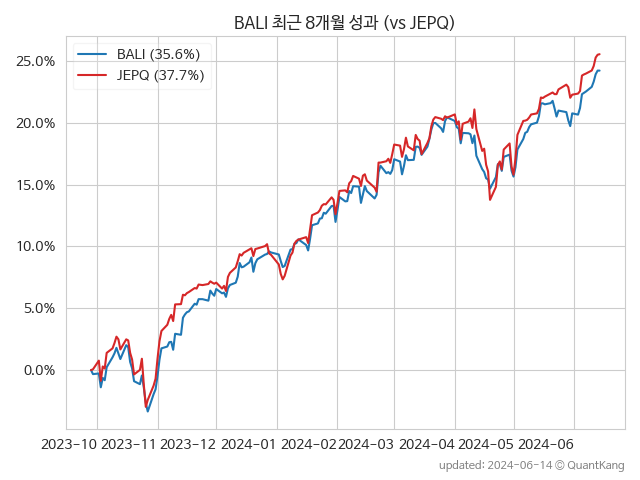 BALI 최근 8개월 성과 (vs JEPQ)
BALI (35.6%)
JEPQ (37.7%)
25.0%
20.0%
15.0%
10.0%
5.0%
0.0%
2023-10 2023-11 2023-12 2024-01 2024-02 2024-03 2024-04 2024-05 2024-06
updated: 2024-06-14 © QuantKang